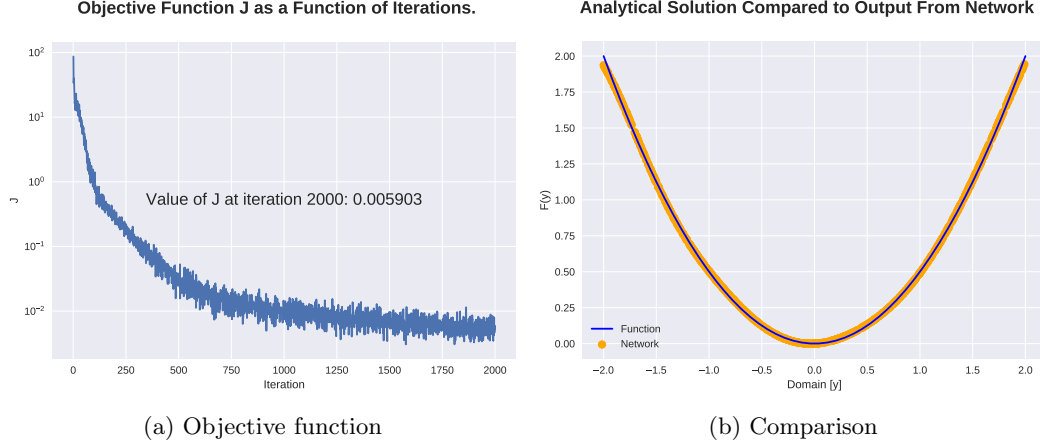 Objective Function J as a Function of Iterations.
10²
10¹
10⁰
10⁻¹
10⁻²
J
Value of J at iteration 2000: 0.005903
0 250 500 750 1000 1250 1500 1750 2000
Iteration
(a) Objective function
Analytical Solution Compared to Output From Network
2.00
1.75
1.50
1.25
1.00
0.75
0.50
0.25
0.00
F(y)
Function
Network
−2.0 −1.5 −1.0 −0.5 0.0 0.5 1.0 1.5 2.0
Domain [y]
(b) Comparison